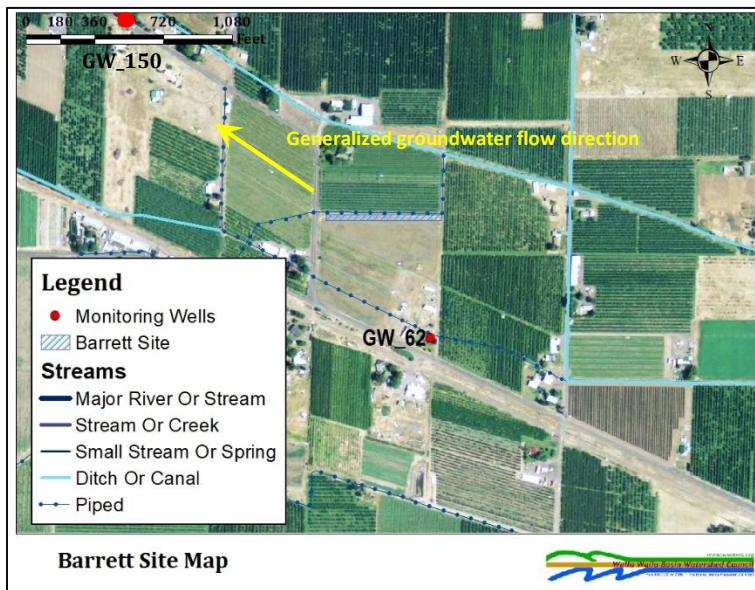 0 180 360 720 1,080
Feet
GW_150
N
W E
S
Generalized groundwater flow direction
GW_62
Legend
Monitoring Wells
Barrett Site
Streams
Major River Or Stream
Stream Or Creek
Small Stream Or Spring
Ditch Or Canal
Piped
Barrett Site Map
Walla Walla Basin Watershed Council